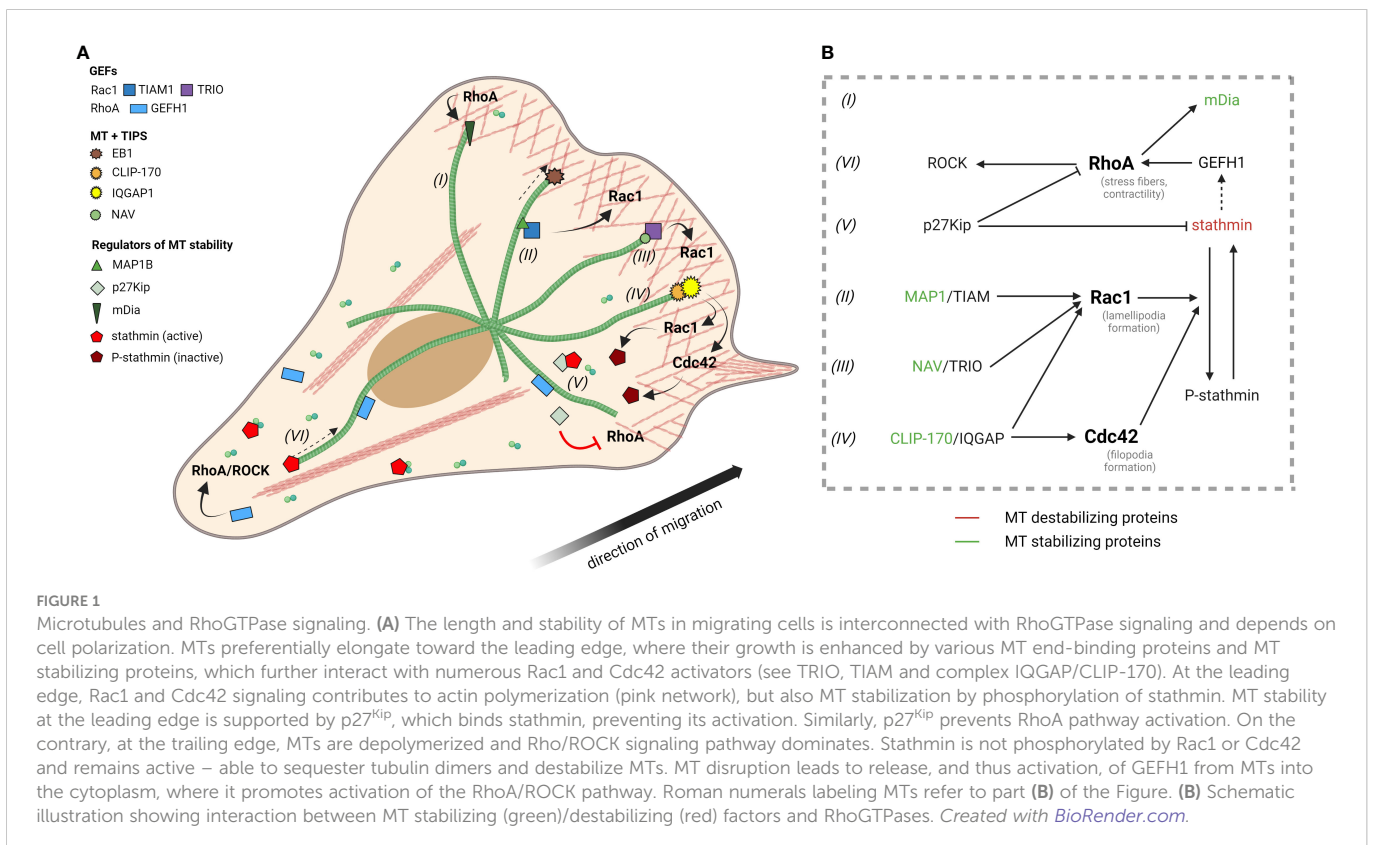 A
GEFs
Rac1 TIAM1 TRIO
RhoA GEFH1
MT + TIPS
EB1
CLIP-170
IQGAP1
NAV
Regulators of MT stability
MAP1B
p27Kip
mDia
stathmin (active)
P-stathmin (inactive)
RhoA
(I)
Rac1
(II)
(III)
Rac1
(IV)
Rac1
Cdc42
(V)
RhoA
(VI)
RhoA/ROCK
direction of migration
B
(I) mDia
(VI) ROCK RhoA GEFH1
(stress fibers,
contractility)
(V) p27Kip stathmin
(II) MAP1/TIAM Rac1
(lamellipodia
formation)
(III) NAV/TRIO
P-stathmin
(IV) CLIP-170/IQGAP Cdc42
(filopodia
formation)
MT destabilizing proteins
MT stabilizing proteins
FIGURE 1
Microtubules and RhoGTPase signaling. (A) The length and stability of MTs in migrating cells is interconnected with RhoGTPase signaling and depends on
cell polarization. MTs preferentially elongate toward the leading edge, where their growth is enhanced by various MT end-binding proteins and MT
stabilizing proteins, which further interact with numerous Rac1 and Cdc42 activators (see TRIO, TIAM and complex IQGAP/CLIP-170). At the leading
edge, Rac1 and Cdc42 signaling contributes to actin polymerization (pink network), but also MT stabilization by phosphorylation of stathmin. MT stability
at the leading edge is supported by p27Kip, which binds stathmin, preventing its activation. Similarly, p27Kip prevents RhoA pathway activation. On the
contrary, at the trailing edge, MTs are depolymerized and Rho/ROCK signaling pathway dominates. Stathmin is not phosphorylated by Rac1 or Cdc42
and remains active – able to sequester tubulin dimers and destabilize MTs. MT disruption leads to release, and thus activation, of GEFH1 from MTs into
the cytoplasm, where it promotes activation of the RhoA/ROCK pathway. Roman numerals labeling MTs refer to part (B) of the Figure. (B) Schematic
illustration showing interaction between MT stabilizing (green)/destabilizing (red) factors and RhoGTPases. Created with BioRender.com.